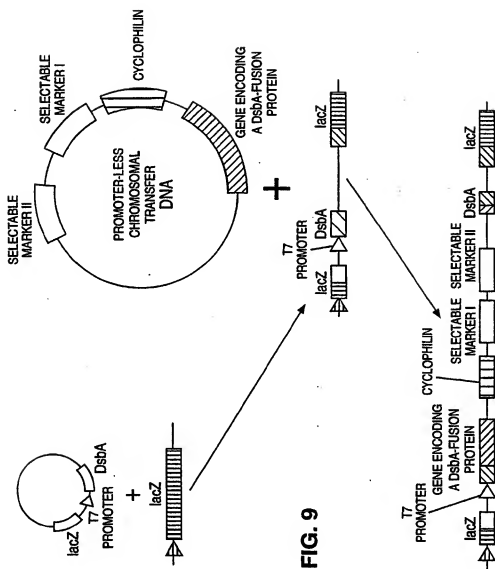 SELECTABLE
MARKER II
SELECTABLE
MARKER I
CYCLOPHILIN
PROMOTER-LESS
CHROMOSOMAL
TRANSFER
DNA
GENE ENCODING
A DsbA-FUSION
PROTEIN
lacZ
T7
PROMOTER
DsbA
+
lacZ
+
lacZ
T7
PROMOTER
DsbA
lacZ
FIG. 9
T7
PROMOTER
lacZ
GENE ENCODING
A DsbA-FUSION
PROTEIN
CYCLOPHILIN
SELECTABLE
MARKER I
SELECTABLE
MARKER II
DsbA
lacZ